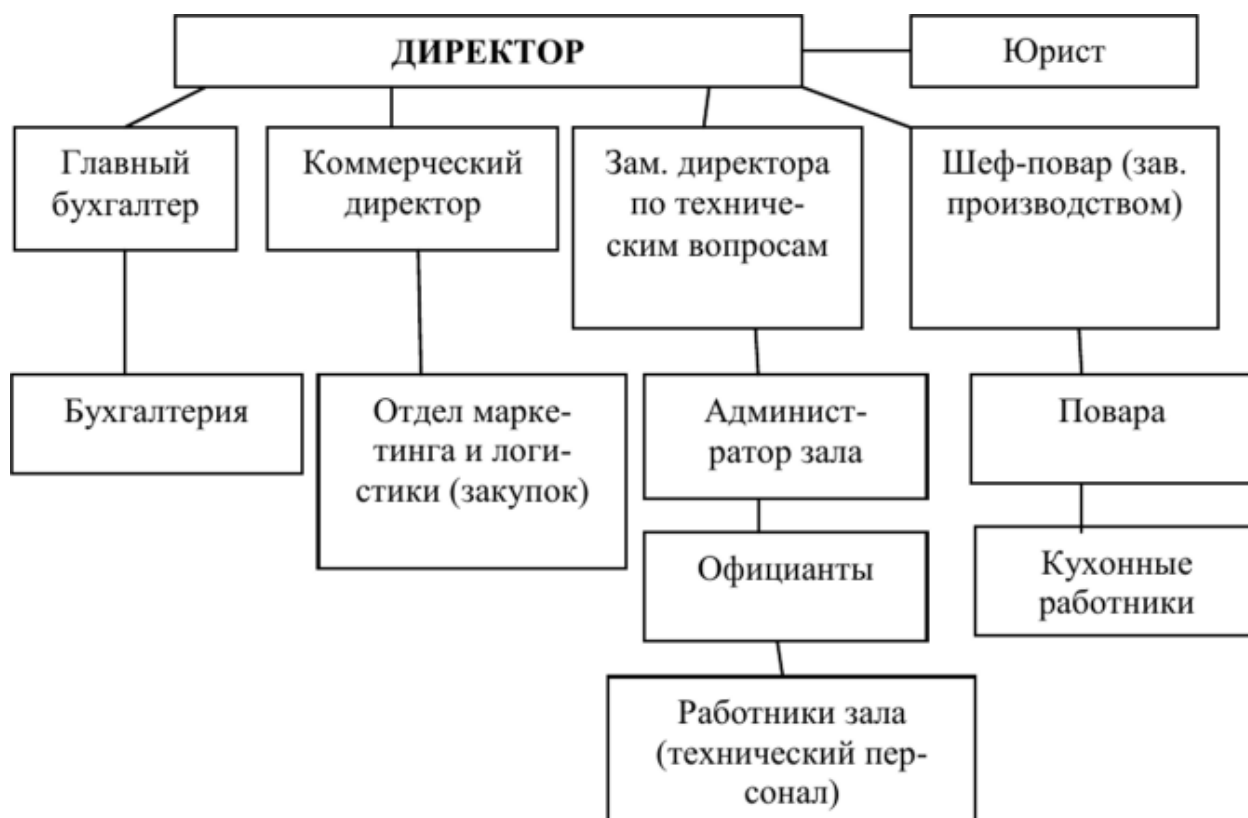 ДИРЕКТОР
Юрист
Главный
бухгалтер
Коммерческий
директор
Зам. директора
по техниче-
ским вопросам
Шеф-повар (зав.
производством)
Бухгалтерия
Отдел марке-
тинга и логи-
стики (закупок)
Админист-
ратор зала
Повара
Официанты
Кухонные
работники
Работники зала
(технический пер-
сонал)